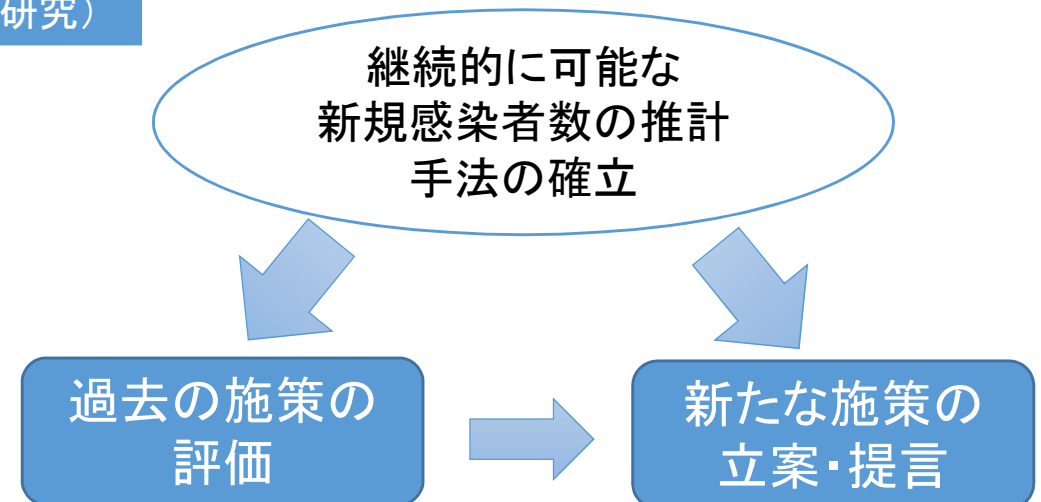 研究）
継続的に可能な
新規感染者数の推計
手法の確立
過去の施策の
評価
新たな施策の
立案・提言